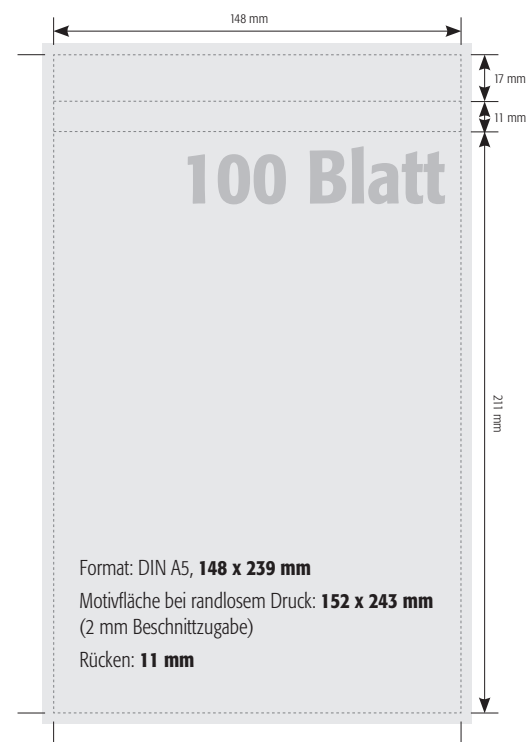 148 mm
17 mm
11 mm
100 Blatt
211 mm
Format: DIN A5, 148 x 239 mm
Motivfläche bei randlosem Druck: 152 x 243 mm
(2 mm Beschnittzugabe)
Rücken: 11 mm